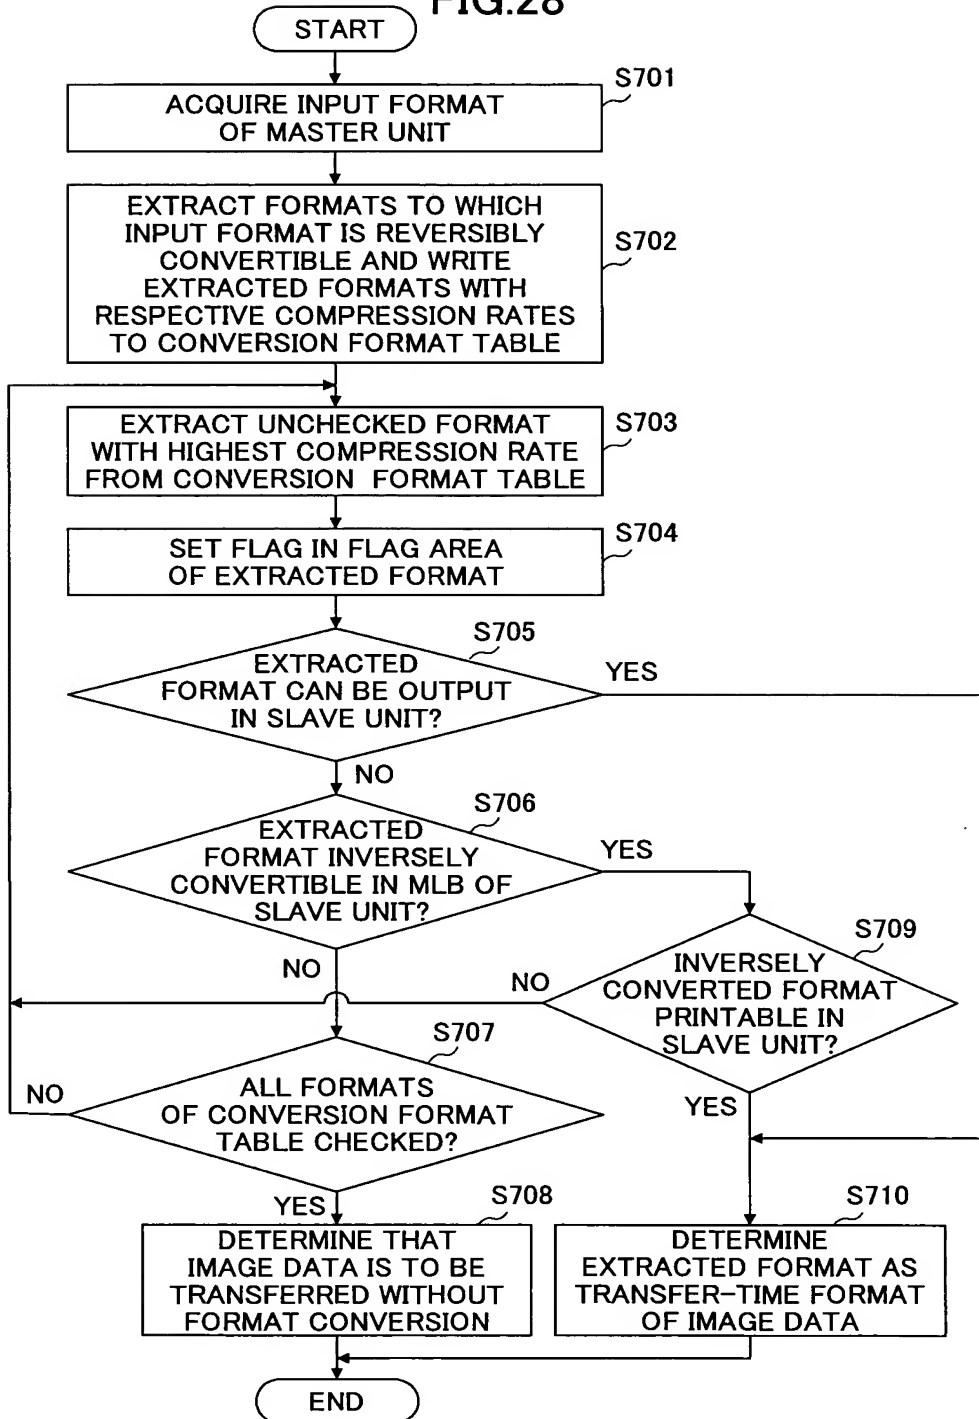 FIG.28
START
S701
ACQUIRE INPUT FORMAT
OF MASTER UNIT
S702
EXTRACT FORMATS TO WHICH
INPUT FORMAT IS REVERSIBLY
CONVERTIBLE AND WRITE
EXTRACTED FORMATS WITH
RESPECTIVE COMPRESSION RATES
TO CONVERSION FORMAT TABLE
S703
EXTRACT UNCHECKED FORMAT
WITH HIGHEST COMPRESSION RATE
FROM CONVERSION FORMAT TABLE
S704
SET FLAG IN FLAG AREA
OF EXTRACTED FORMAT
S705
EXTRACTED
FORMAT CAN BE OUTPUT
IN SLAVE UNIT?
YES
NO
S706
EXTRACTED
FORMAT INVERSELY
CONVERTIBLE IN MLB OF
SLAVE UNIT?
YES
NO
S709
INVERSELY
CONVERTED FORMAT
PRINTABLE IN
SLAVE UNIT?
NO
YES
S707
ALL FORMATS
OF CONVERSION FORMAT
TABLE CHECKED?
NO
YES
S708
DETERMINE THAT
IMAGE DATA IS TO BE
TRANSFERRED WITHOUT
FORMAT CONVERSION
S710
DETERMINE
EXTRACTED FORMAT AS
TRANSFER-TIME FORMAT
OF IMAGE DATA
END